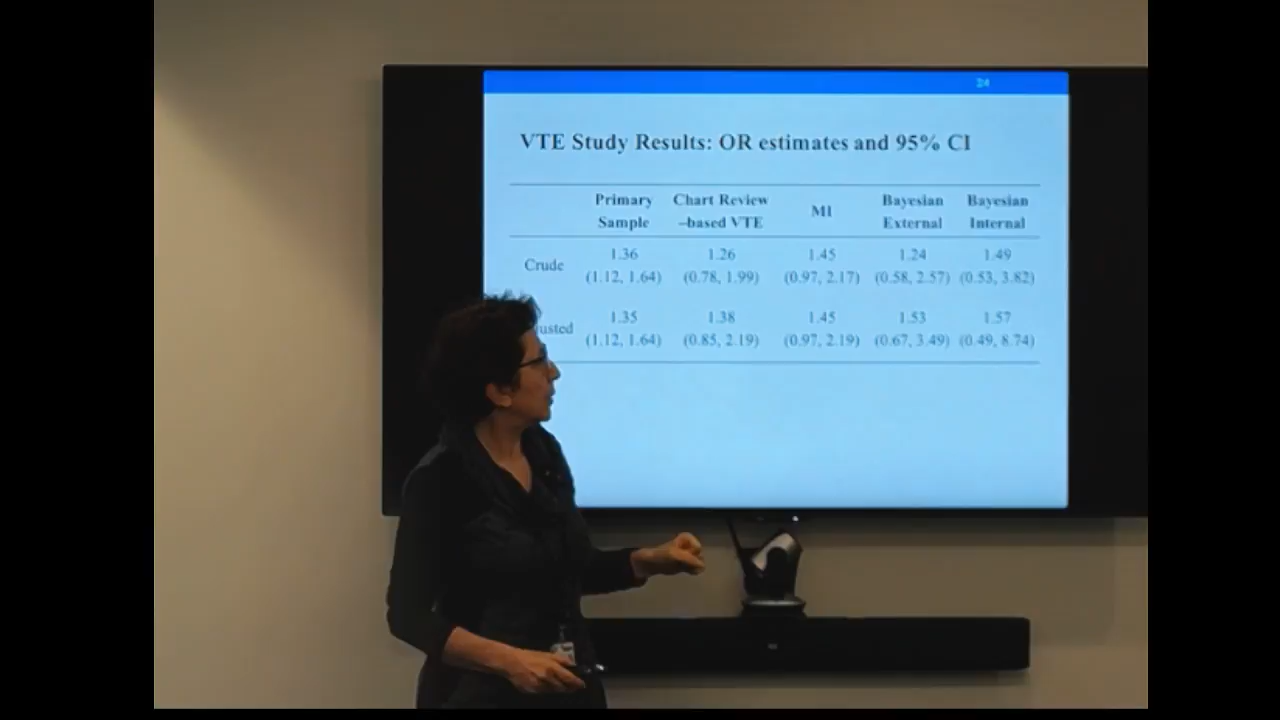 24
VTE Study Results: OR estimates and 95% CI
Primary Sample Chart Review –based VTE MI Bayesian External Bayesian Internal
Crude 1.36 1.26 1.45 1.24 1.49
(1.12, 1.64) (0.78, 1.99) (0.97, 2.17) (0.58, 2.57) (0.53, 3.82)
usted 1.35 1.38 1.45 1.53 1.57
(1.12, 1.64) (0.85, 2.19) (0.97, 2.19) (0.67, 3.49) (0.49, 8.74)